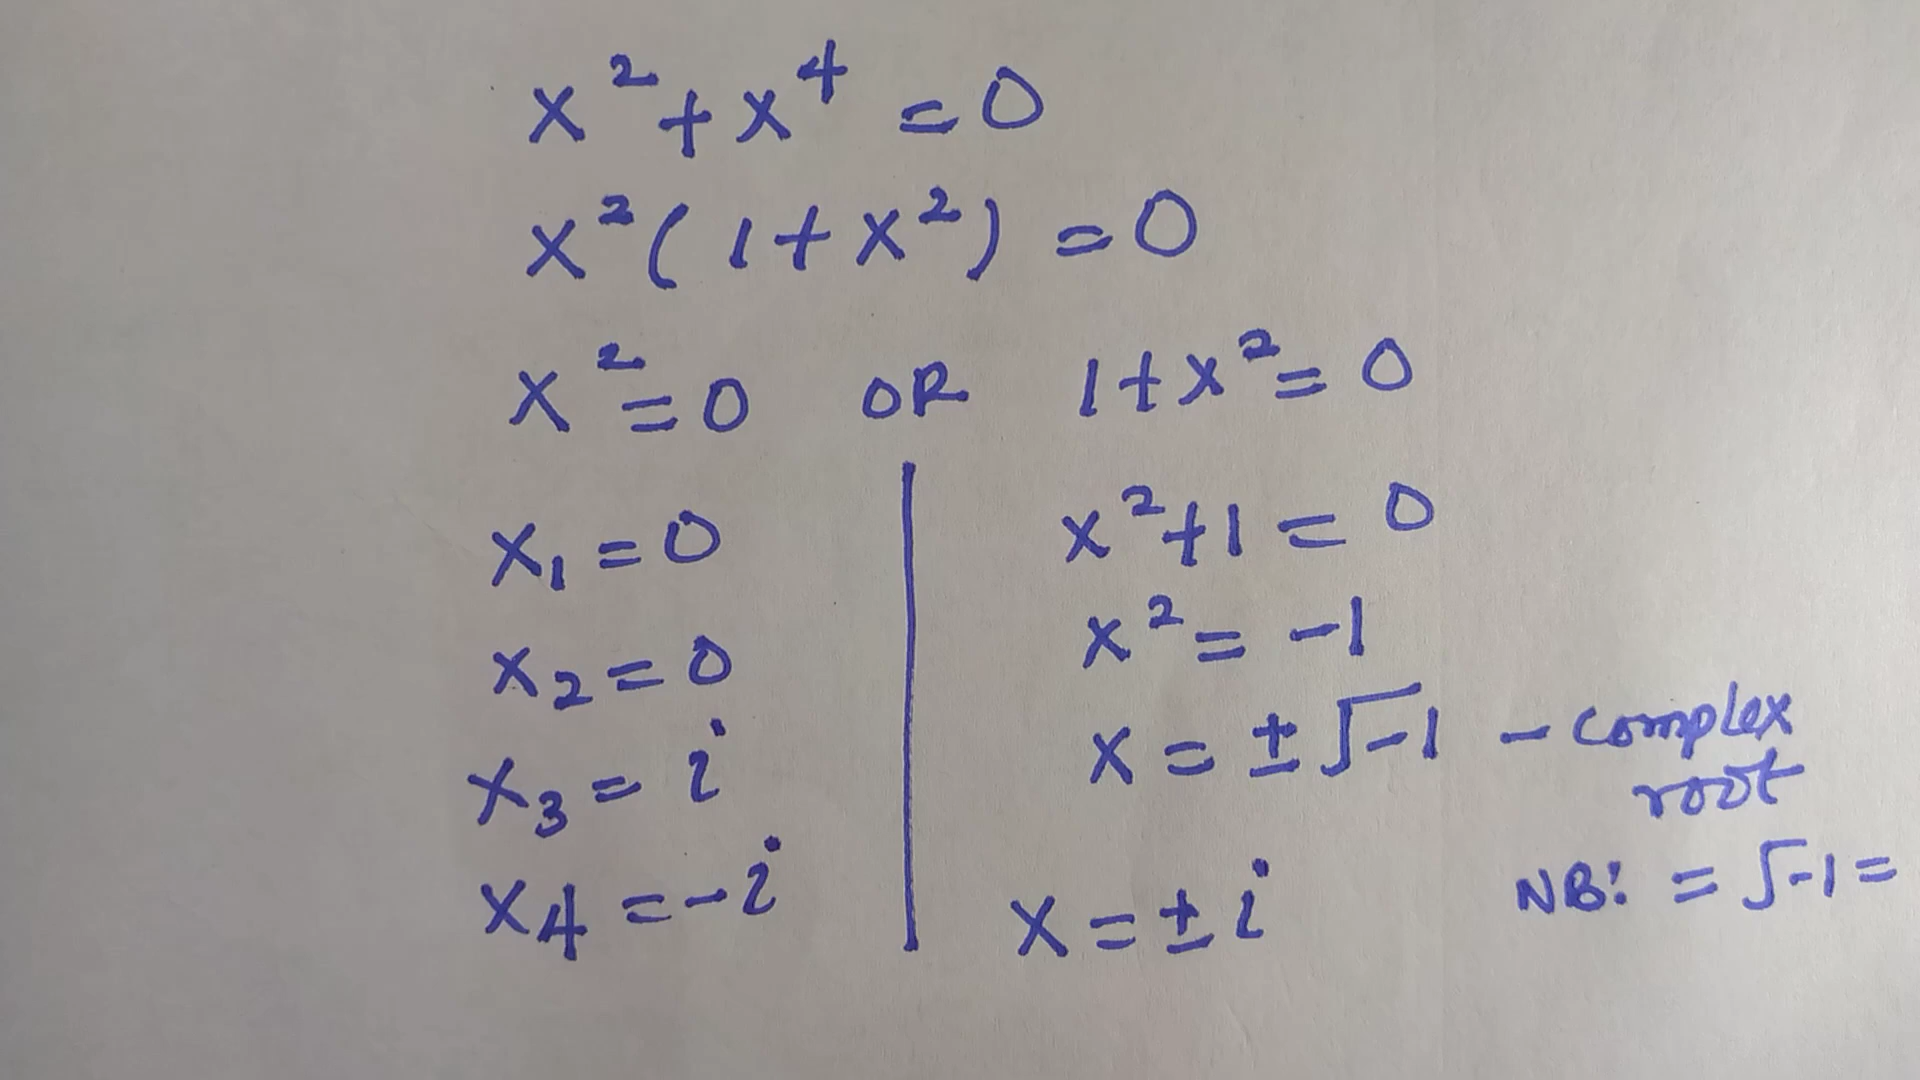 x² + x⁴ = 0
x²(1 + x²) = 0
x² = 0 OR 1 + x² = 0
x₁ = 0
x₂ = 0
x₃ = i
x₄ = -i
x² + 1 = 0
x² = -1
x = ±√-1 - complex
root
x = ±i
NB: = √-1 =